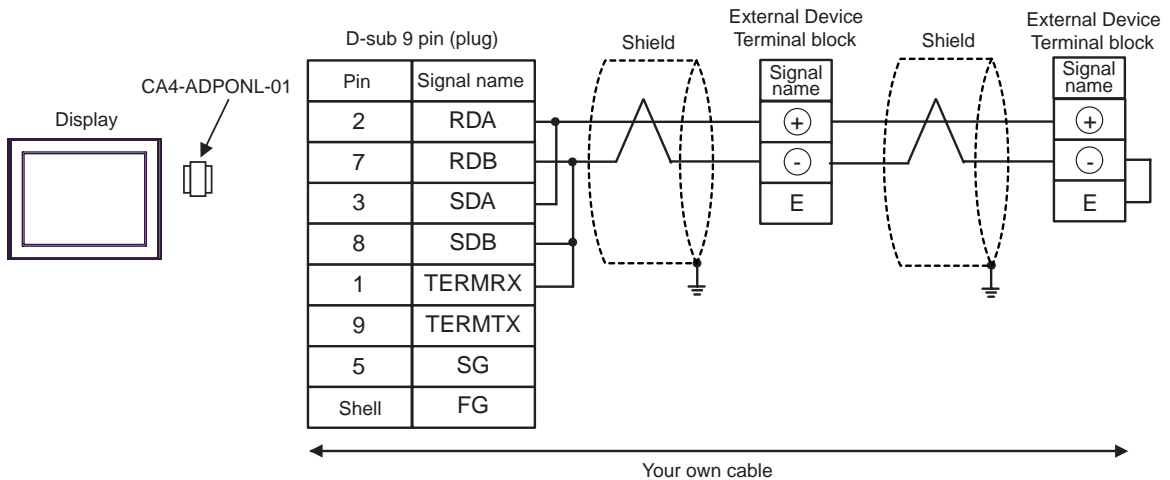 Display
CA4-ADPONL-01
D-sub 9 pin (plug)
Pin Signal name
2 RDA
7 RDB
3 SDA
8 SDB
1 TERMRX
9 TERMTX
5 SG
Shell FG
Shield
External Device
Terminal block
Signal
name
+
-
E
Shield
External Device
Terminal block
Signal
name
+
-
E
Your own cable